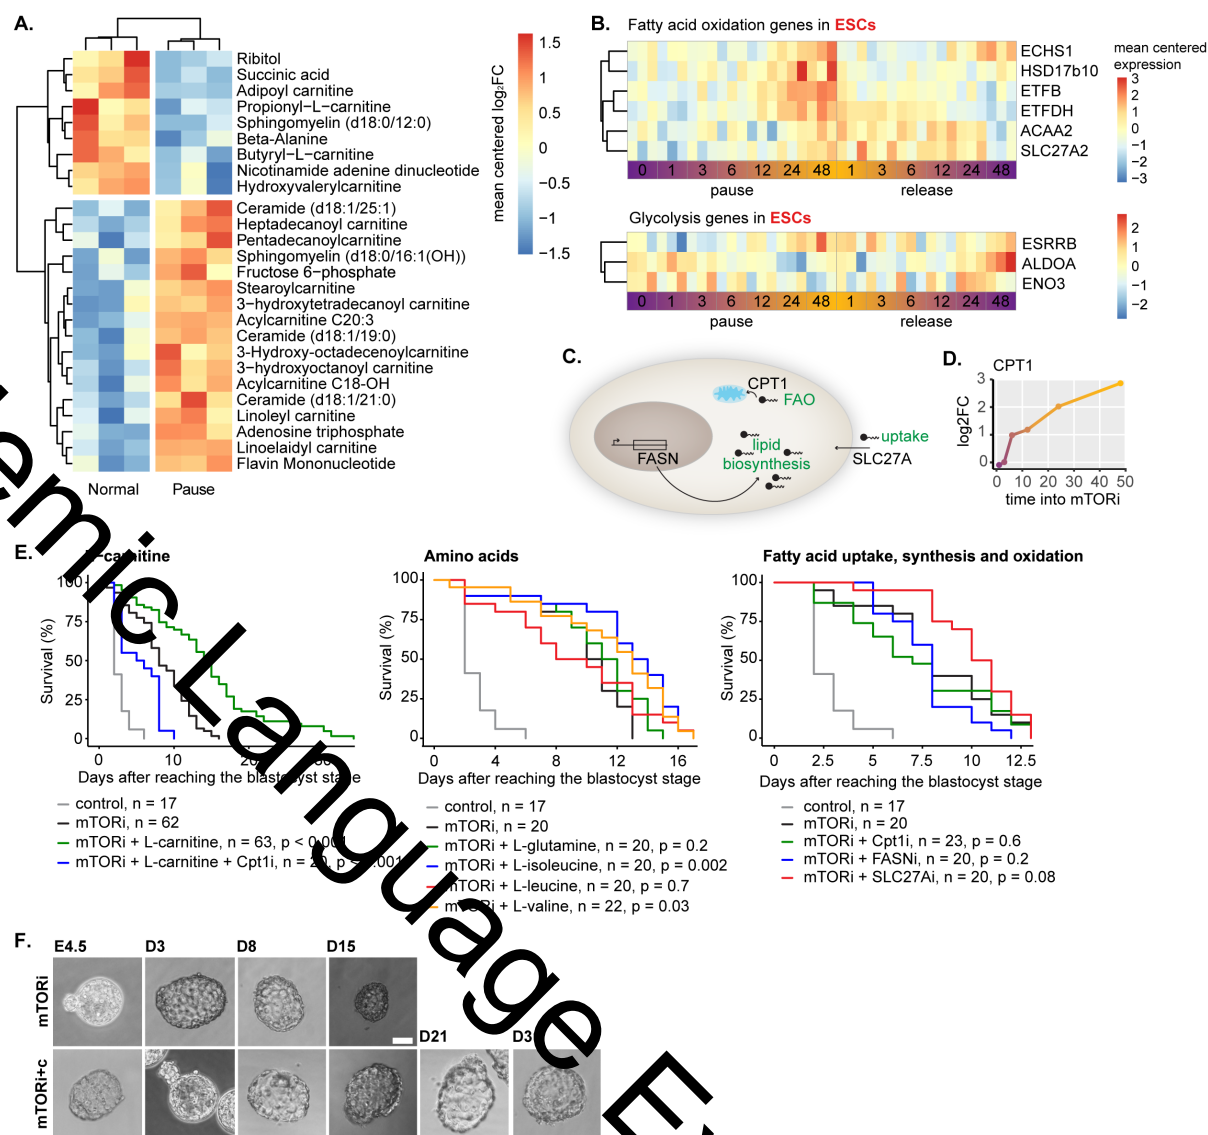 A.
Ribitol
Succinic acid
Adipoyl carnitine
Propionyl−L−carnitine
Sphingomyelin (d18:0/12:0)
Beta-Alanine
Butyryl−L−carnitine
Nicotinamide adenine dinucleotide
Hydroxyvalerylcarnitine
Ceramide (d18:1/25:1)
Heptadecanoyl carnitine
Pentadecanoylcarnitine
Sphingomyelin (d18:0/16:1(OH))
Fructose 6−phosphate
Stearoylcarnitine
3−hydroxytetradecanoyl carnitine
Acylcarnitine C20:3
Ceramide (d18:1/19:0)
3-Hydroxy-octadecenoylcarnitine
3−hydroxyoctanoyl carnitine
Acylcarnitine C18-OH
Ceramide (d18:1/21:0)
Linoleyl carnitine
Adenosine triphosphate
Linoelaidyl carnitine
Flavin Mononucleotide
Normal Pause
mean centered log₂FC
1.5
1
0.5
0
−0.5
−1
−1.5
B. Fatty acid oxidation genes in ESCs
ECHS1
HSD17b10
ETFB
ETFDH
ACAA2
SLC27A2
0 1 3 6 12 24 48 1 3 6 12 24 48
pause release
mean centered
expression
3
2
1
0
−1
−2
−3
Glycolysis genes in ESCs
ESRRB
ALDOA
ENO3
0 1 3 6 12 24 48 1 3 6 12 24 48
pause release
2
1
0
−1
−2
C.
CPT1
FAO
lipid
biosynthesis
FASN
uptake
SLC27A
D.
CPT1
log2FC
3
2
1
0
0 10 20 30 40 50
time into mTORi
E.
carnitine
Survival (%)
100
75
50
25
0
0 10
Days after reaching the blastocyst stage
control, n = 17
mTORi, n = 62
mTORi + L-carnitine, n = 63, p < 0.001
mTORi + L-carnitine + Cpt1i, n =
Amino acids
Survival (%)
100
75
50
25
0
0 4 8 12 16
Days after reaching the blastocyst stage
control, n = 17
mTORi, n = 20
mTORi + L-glutamine, n = 20, p = 0.2
mTORi + L-isoleucine, n = 20, p = 0.002
mTORi + L-leucine, n = 20, p = 0.7
mTORi + L-valine, n = 22, p = 0.03
Fatty acid uptake, synthesis and oxidation
Survival (%)
100
75
50
25
0
0 2.5 5 7.5 10 12.5
Days after reaching the blastocyst stage
control, n = 17
mTORi, n = 20
mTORi + Cpt1i, n = 23, p = 0.6
mTORi + FASNi, n = 20, p = 0.2
mTORi + SLC27Ai, n = 20, p = 0.08
F.
E4.5 D3 D8 D15
mTORi
D21
mTORi+c
demic Language E